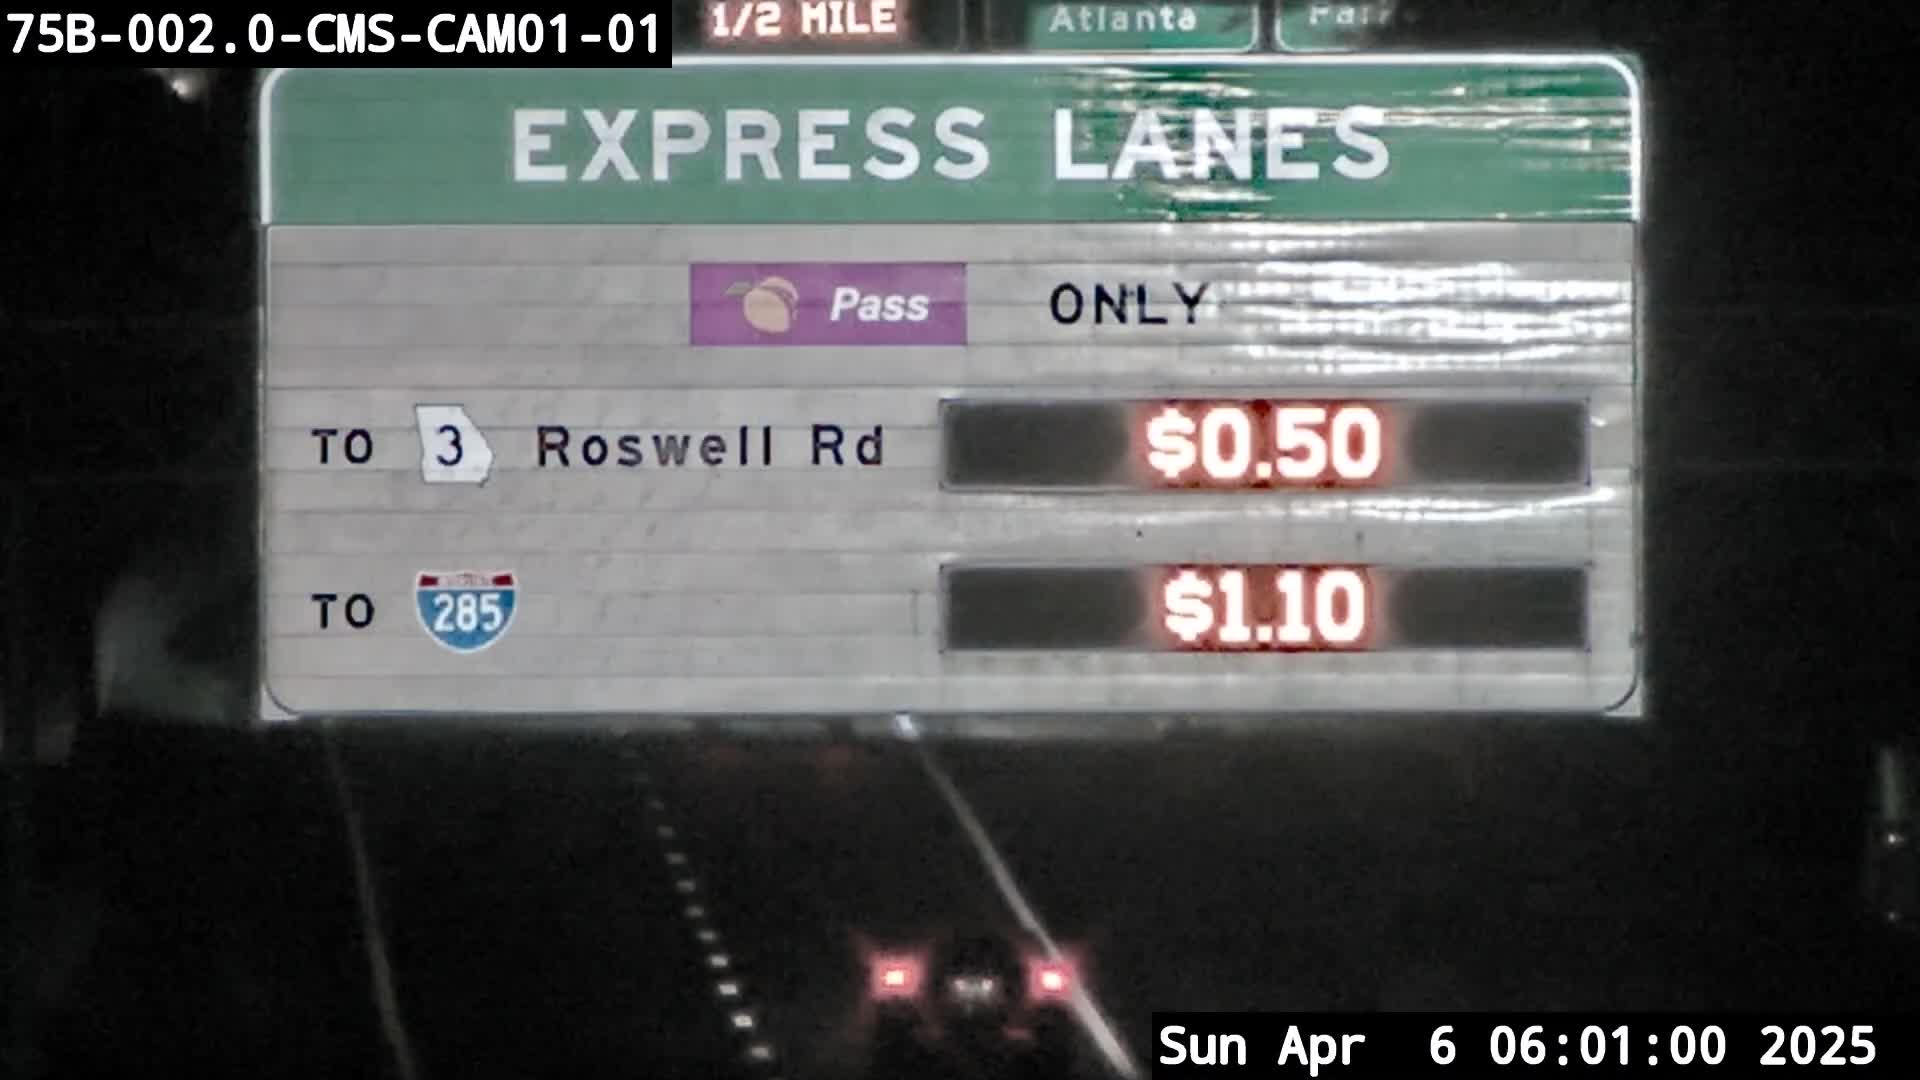 75B-002.0-CMS-CAM01-01
1/2 MILE
Atlanta
EXPRESS LANES
Pass ONLY
TO 3 Roswell Rd $0.50
TO 285 $1.10
Sun Apr 6 06:01:00 2025